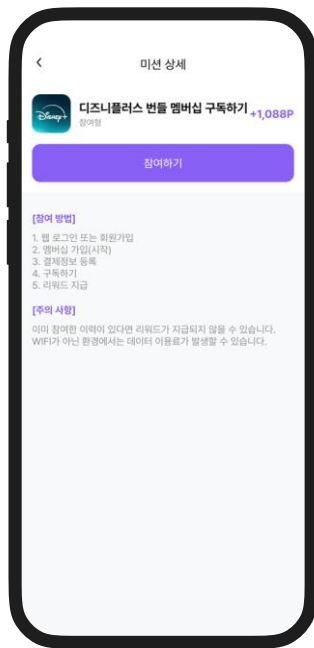 미션 상세
Disney+
디즈니플러스 번들 멤버십 구독하기 +1,088P
참여형
참여하기
[참여 방법]
1. 웹 로그인 또는 회원가입
2. 멤버십 가입(시작)
3. 결제정보 등록
4. 구독하기
5. 리워드 지급
[주의 사항]
이미 참여한 이력이 있다면 리워드가 지급되지 않을 수 있습니다.
WIFI가 아닌 환경에서는 데이터 이용료가 발생할 수 있습니다.